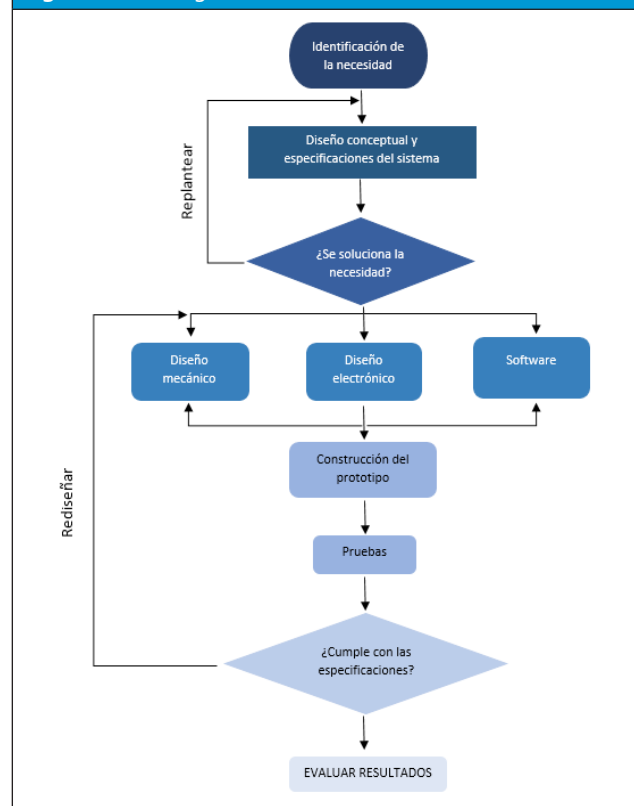 Identificación de
la necesidad
Diseño conceptual y
especificaciones del sistema
Replantear
¿Se soluciona la
necesidad?
Diseño
mecánico
Diseño
electrónico
Software
Construcción del
prototipo
Rediseñar
Pruebas
¿Cumple con las
especificaciones?
EVALUAR RESULTADOS